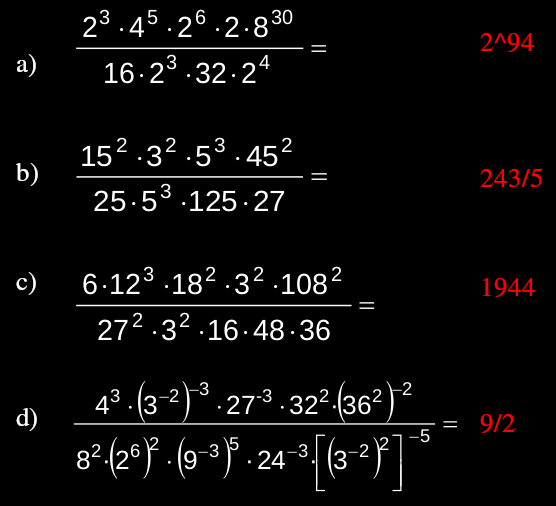 a) \frac{2^3 · 4^5 · 2^6 · 2 · 8^{30}}{16 · 2^3 · 32 · 2^4} = 2^94
b) \frac{15^2 · 3^2 · 5^3 · 45^2}{25 · 5^3 · 125 · 27} = 243/5
c) \frac{6 · 12^3 · 18^2 · 3^2 · 108^2}{27^2 · 3^2 · 16 · 48 · 36} = 1944
d) \frac{4^3 · (3^{-2})^{-3} · 27^{-3} · 32^2 · (36^2)^{-2}}{8^2 · (2^6)^2 · (9^{-3})^5 · 24^{-3} · [(3^{-2})^2]^{-5}} = 9/2